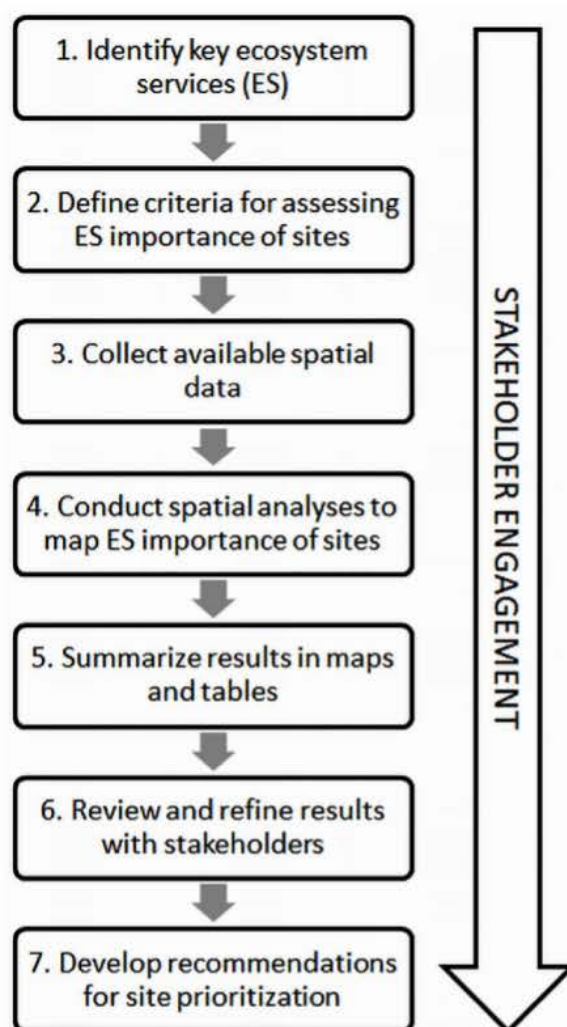 1. Identify key ecosystem
services (ES)
2. Define criteria for assessing
ES importance of sites
3. Collect available spatial
data
4. Conduct spatial analyses to
map ES importance of sites
5. Summarize results in maps
and tables
6. Review and refine results
with stakeholders
7. Develop recommendations
for site prioritization
STAKEHOLDER ENGAGEMENT